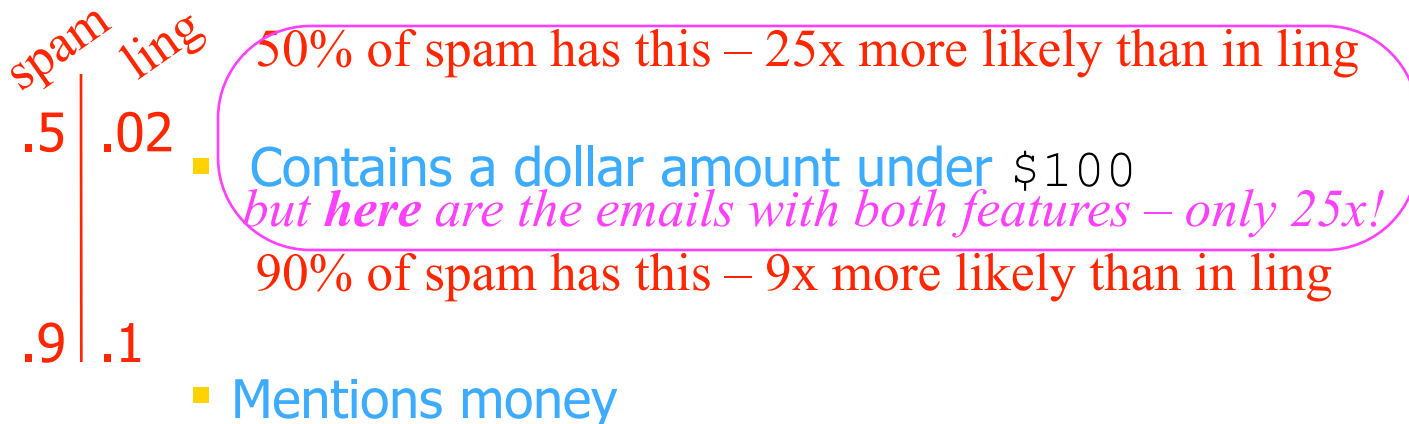 spam ling
50% of spam has this – 25x more likely than in ling
.5 .02
Contains a dollar amount under $100
but here are the emails with both features – only 25x!
90% of spam has this – 9x more likely than in ling
.9 .1
Mentions money